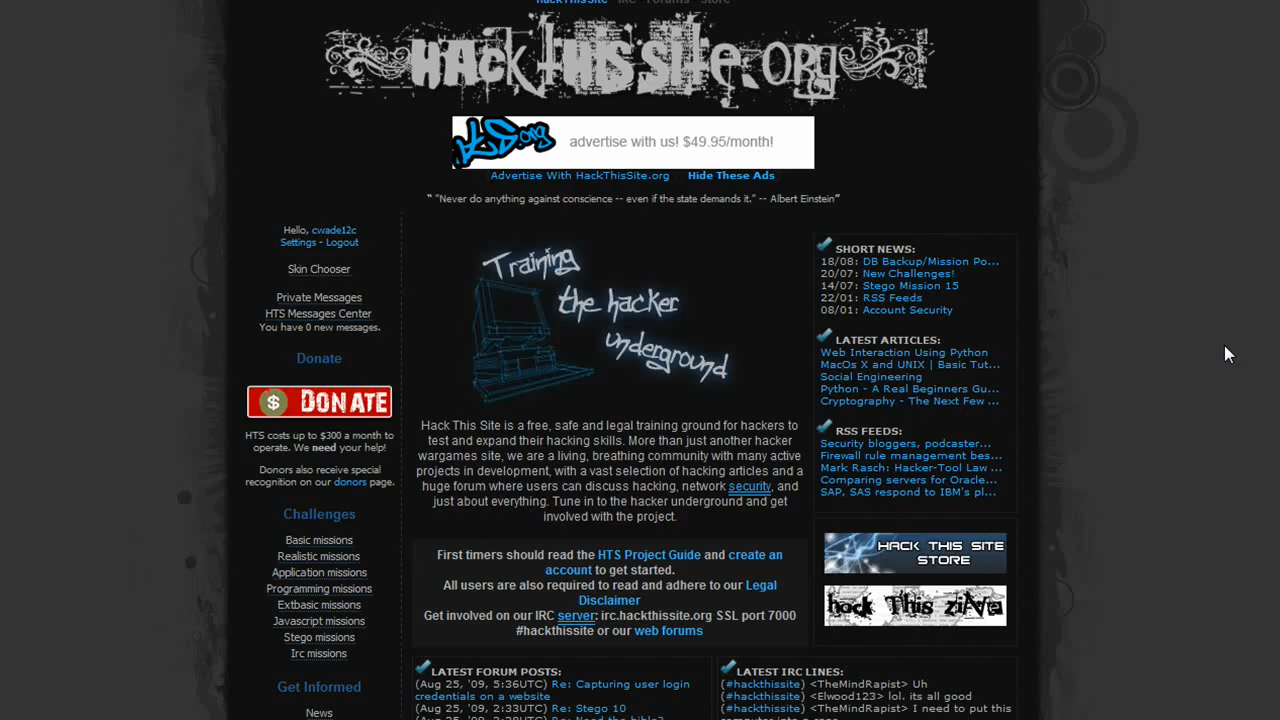 HackThisSite IRC Forums Store
HackThisSite.org
HTS.org advertise with us! $49.95/month!
Advertise With HackThisSite.org Hide These Ads
“ "Never do anything against conscience -- even if the state demands it." -- Albert Einstein”
Hello, cwade12c
Settings - Logout
Skin Chooser
Private Messages
HTS Messages Center
You have 0 new messages.
Donate
$ DONATE
HTS costs up to $300 a month to
operate. We need your help!
Donors also receive special
recognition on our donors page.
Challenges
Basic missions
Realistic missions
Application missions
Programming missions
Extbasic missions
Javascript missions
Stego missions
Irc missions
Get Informed
News
Training
the hacker
underground
Hack This Site is a free, safe and legal training ground for hackers to
test and expand their hacking skills. More than just another hacker
wargames site, we are a living, breathing community with many active
projects in development, with a vast selection of hacking articles and a
huge forum where users can discuss hacking, network security, and
just about everything. Tune in to the hacker underground and get
involved with the project.
First timers should read the HTS Project Guide and create an
account to get started.
All users are also required to read and adhere to our Legal
Disclaimer
Get involved on our IRC server: irc.hackthissite.org SSL port 7000
#hackthissite or our web forums
LATEST FORUM POSTS:
(Aug 25, '09, 5:36UTC) Re: Capturing user login
credentials on a website
(Aug 25, '09, 2:33UTC) Re: Stego 10
SHORT NEWS:
18/08: DB Backup/Mission Po...
20/07: New Challenges!
14/07: Stego Mission 15
22/01: RSS Feeds
08/01: Account Security
LATEST ARTICLES:
Web Interaction Using Python
MacOs X and UNIX | Basic Tut...
Social Engineering
Python - A Real Beginners Gu...
Cryptography - The Next Few ...
RSS FEEDS:
Security bloggers, podcaster...
Firewall rule management bes...
Mark Rasch: Hacker-Tool Law ...
Comparing servers for Oracle...
SAP, SAS respond to IBM's pl...
HACK THIS SITE
STORE
hack This ziNe
LATEST IRC LINES:
(#hackthissite) <TheMindRapist> Uh
(#hackthissite) <Elwood123> lol. its all good
(#hackthissite) <TheMindRapist> I need to put this